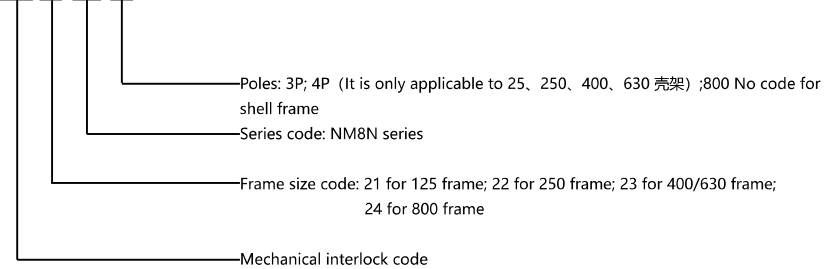 Poles: 3P; 4P（It is only applicable to 25、250、400、630 壳架）;800 No code for
shell frame
Series code: NM8N series
Frame size code: 21 for 125 frame; 22 for 250 frame; 23 for 400/630 frame;
24 for 800 frame
Mechanical interlock code